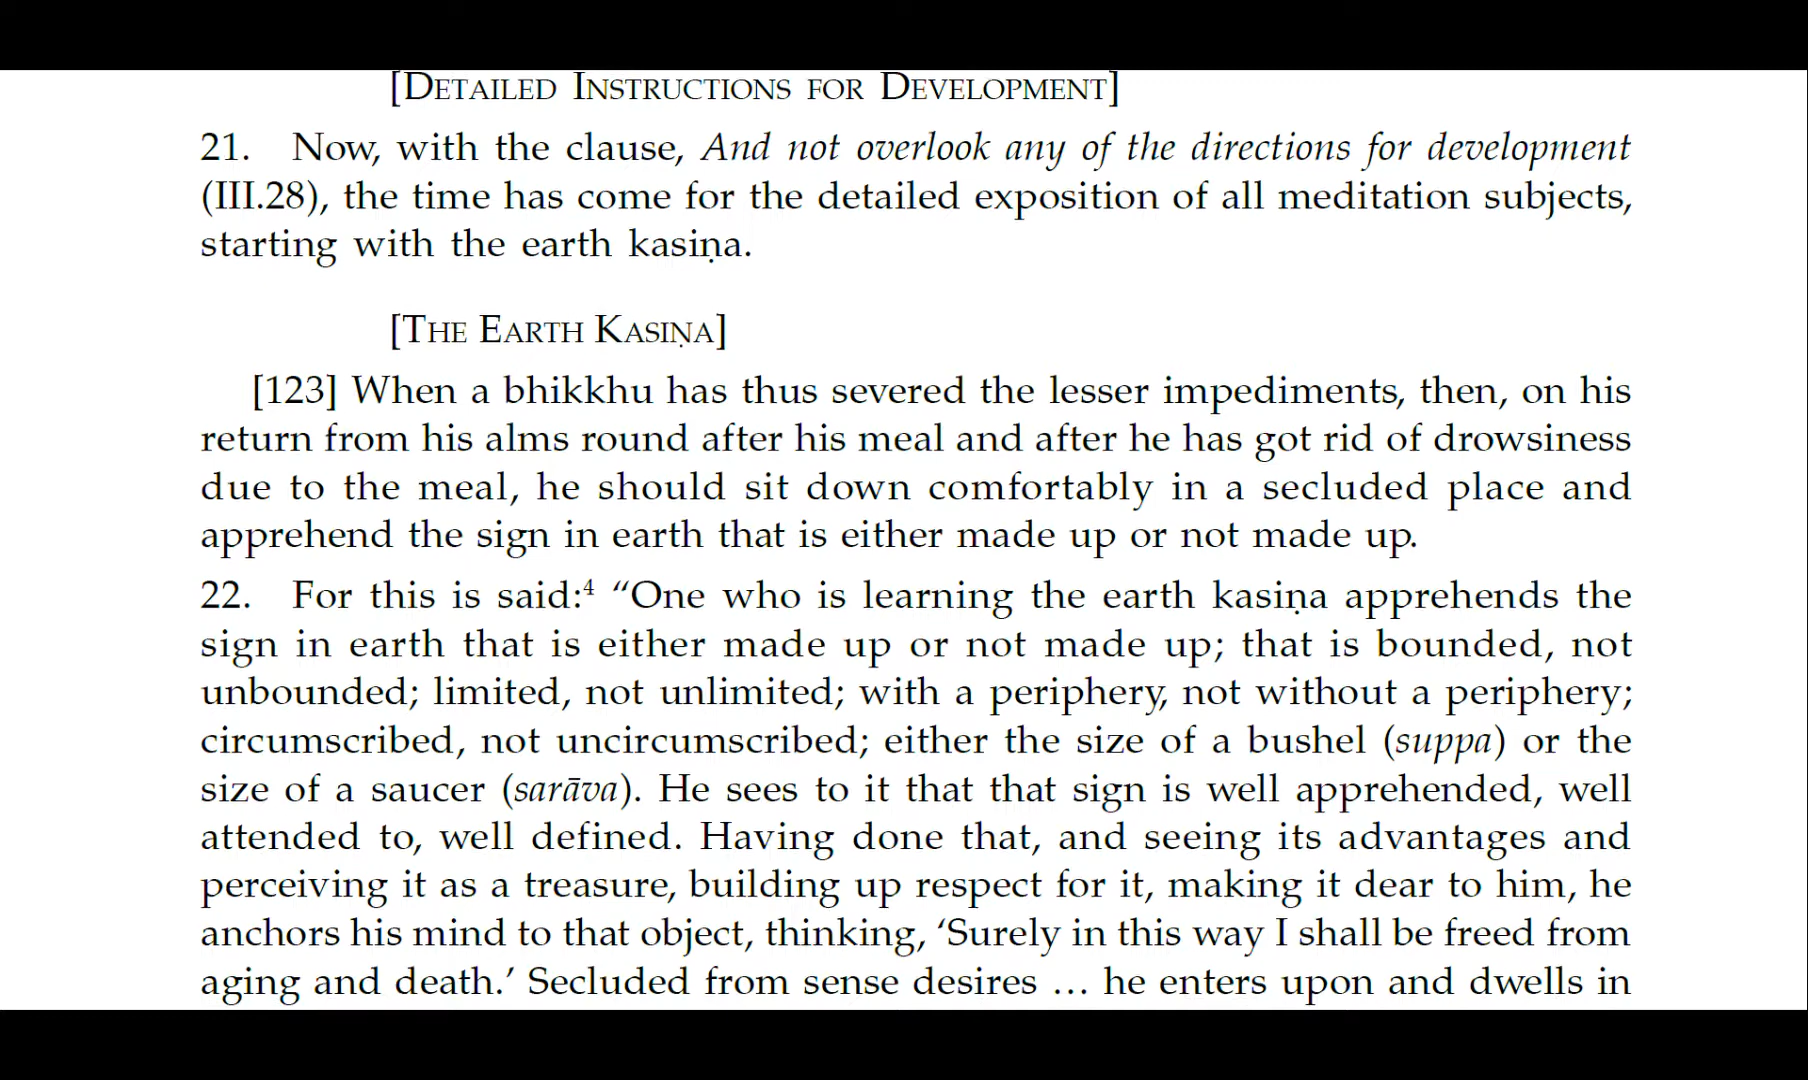 [Detailed Instructions for Development]
21. Now, with the clause, And not overlook any of the directions for development
(III.28), the time has come for the detailed exposition of all meditation subjects,
starting with the earth kasiṇa.
[The Earth Kasiṇa]
[123] When a bhikkhu has thus severed the lesser impediments, then, on his
return from his alms round after his meal and after he has got rid of drowsiness
due to the meal, he should sit down comfortably in a secluded place and
apprehend the sign in earth that is either made up or not made up.
22. For this is said:⁴ “One who is learning the earth kasiṇa apprehends the
sign in earth that is either made up or not made up; that is bounded, not
unbounded; limited, not unlimited; with a periphery, not without a periphery;
circumscribed, not uncircumscribed; either the size of a bushel (suppa) or the
size of a saucer (sarāva). He sees to it that that sign is well apprehended, well
attended to, well defined. Having done that, and seeing its advantages and
perceiving it as a treasure, building up respect for it, making it dear to him, he
anchors his mind to that object, thinking, ‘Surely in this way I shall be freed from
aging and death.’ Secluded from sense desires … he enters upon and dwells in